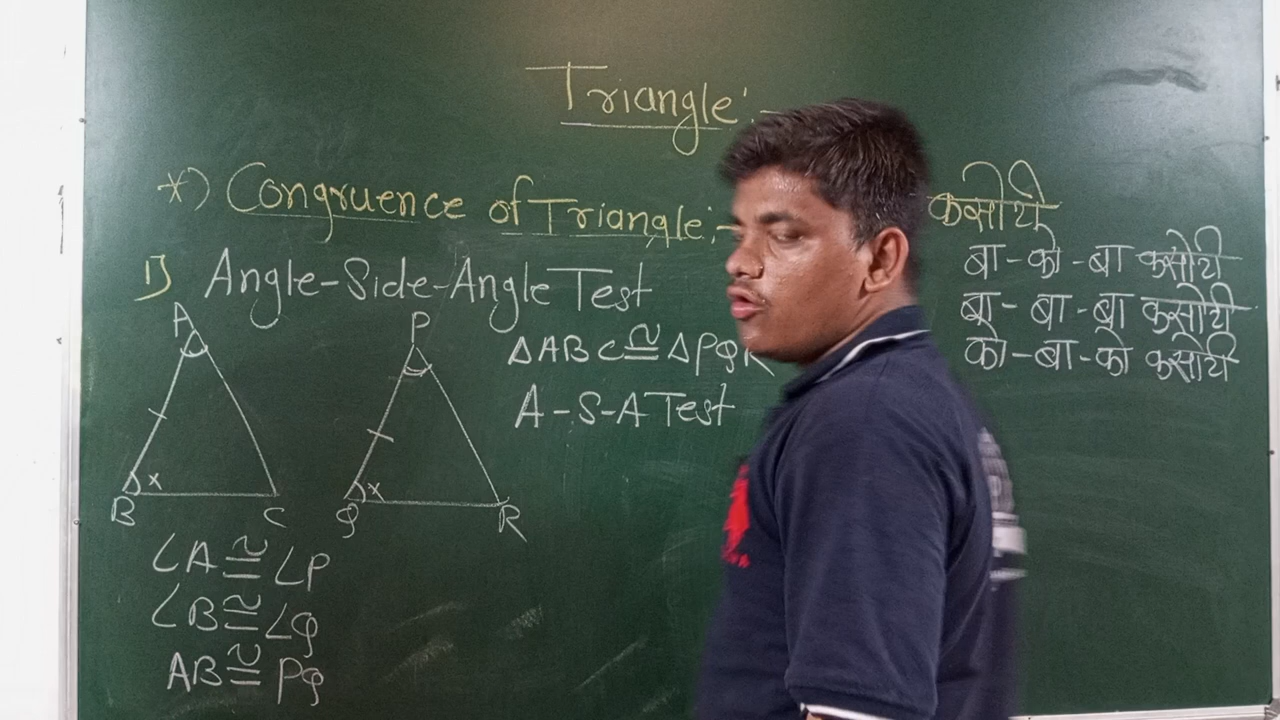 Triangle:-
*) Congruence of Triangle:-
1) Angle-Side-Angle Test
A
B
C
x
P
Q
R
x
∠A ≅ ∠P
∠B ≅ ∠Q
AB ≅ PQ
△ABC ≅ △PQR
A-S-A Test
कसोटी
बा-को-बा कसोटी
बा-बा-बा कसोटी
को-बा-को कसोटी